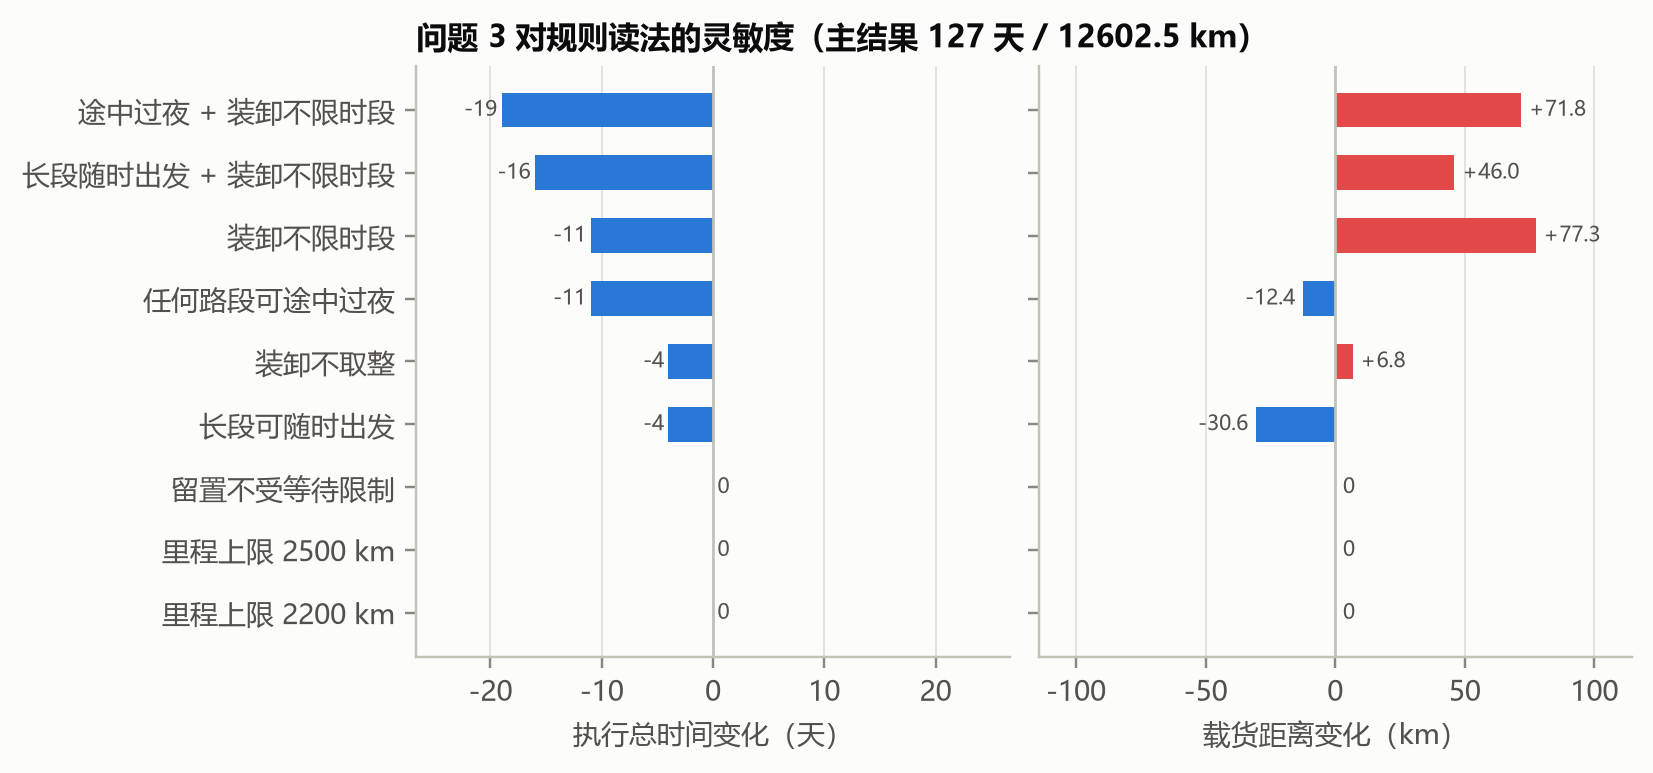 问题 3 对规则读法的灵敏度（主结果 127 天 / 12602.5 km）
途中过夜 + 装卸不限时段
-19
+71.8
长段随时出发 + 装卸不限时段
-16
+46.0
装卸不限时段
-11
+77.3
任何路段可途中过夜
-11
-12.4
装卸不取整
-4
+6.8
长段可随时出发
-4
-30.6
留置不受等待限制
0
0
里程上限 2500 km
0
0
里程上限 2200 km
0
0
-20 -10 0 10 20
-100 -50 0 50 100
执行总时间变化（天）
载货距离变化（km）